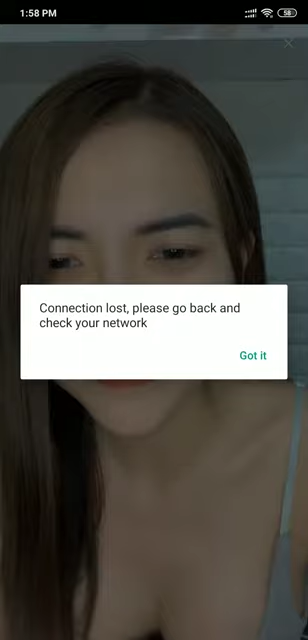 1:58 PM
58
Connection lost, please go back and
check your network
Got it